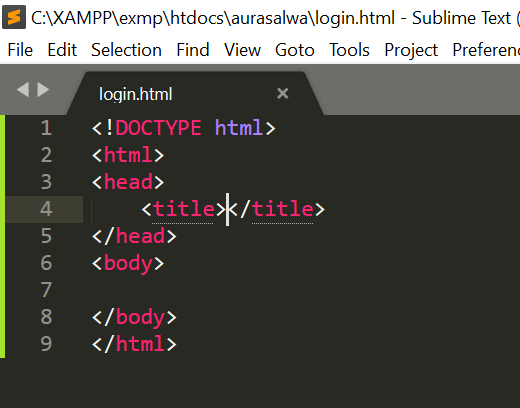 C:\XAMPP\exmp\htdocs\aurasalwa\login.html - Sublime Text (
File Edit Selection Find View Goto Tools Project Preferen
login.html
1 <!DOCTYPE html>
2 <html>
3 <head>
4 <title></title>
5 </head>
6 <body>
7
8 </body>
9 </html>